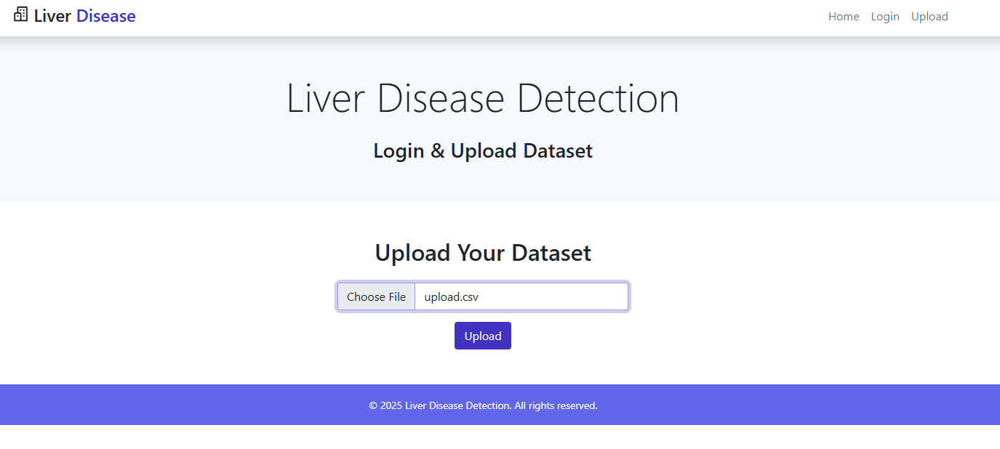 Liver Disease
Home Login Upload
Liver Disease Detection
Login & Upload Dataset
Upload Your Dataset
Choose File upload.csv
Upload
© 2025 Liver Disease Detection. All rights reserved.